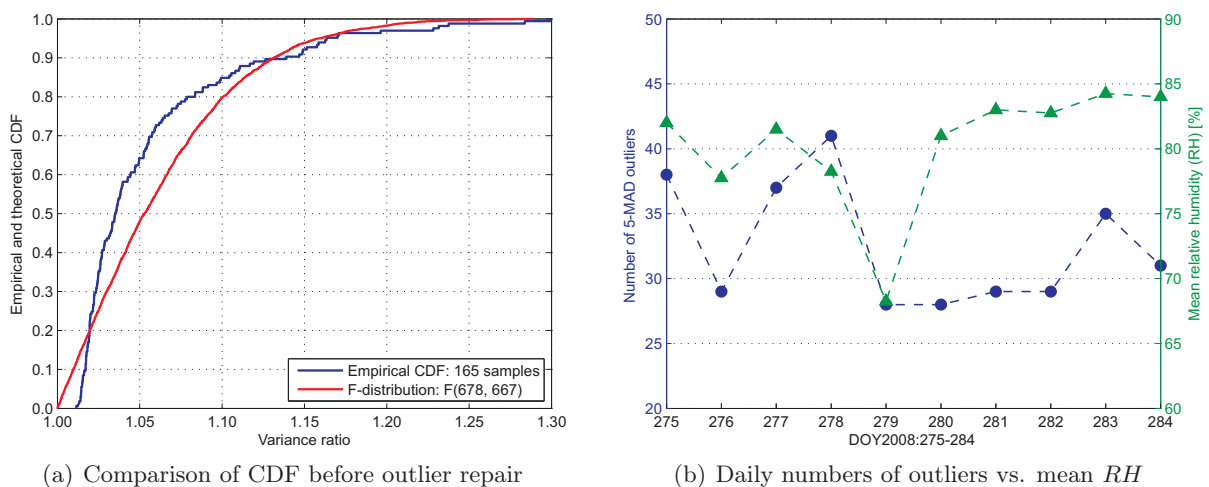 1.0
0.9
0.8
0.7
0.6
0.5
0.4
0.3
0.2
0.1
0.0
Empirical and theoretical CDF
Empirical CDF: 165 samples
F-distribution: F(678, 667)
1.00 1.05 1.10 1.15 1.20 1.25 1.30
Variance ratio
(a) Comparison of CDF before outlier repair
50
45
40
35
30
25
20
Number of 5-MAD outliers
90
85
80
75
70
65
60
Mean relative humidity (RH) [%]
275 276 277 278 279 280 281 282 283 284
DOY2008:275-284
(b) Daily numbers of outliers vs. mean RH